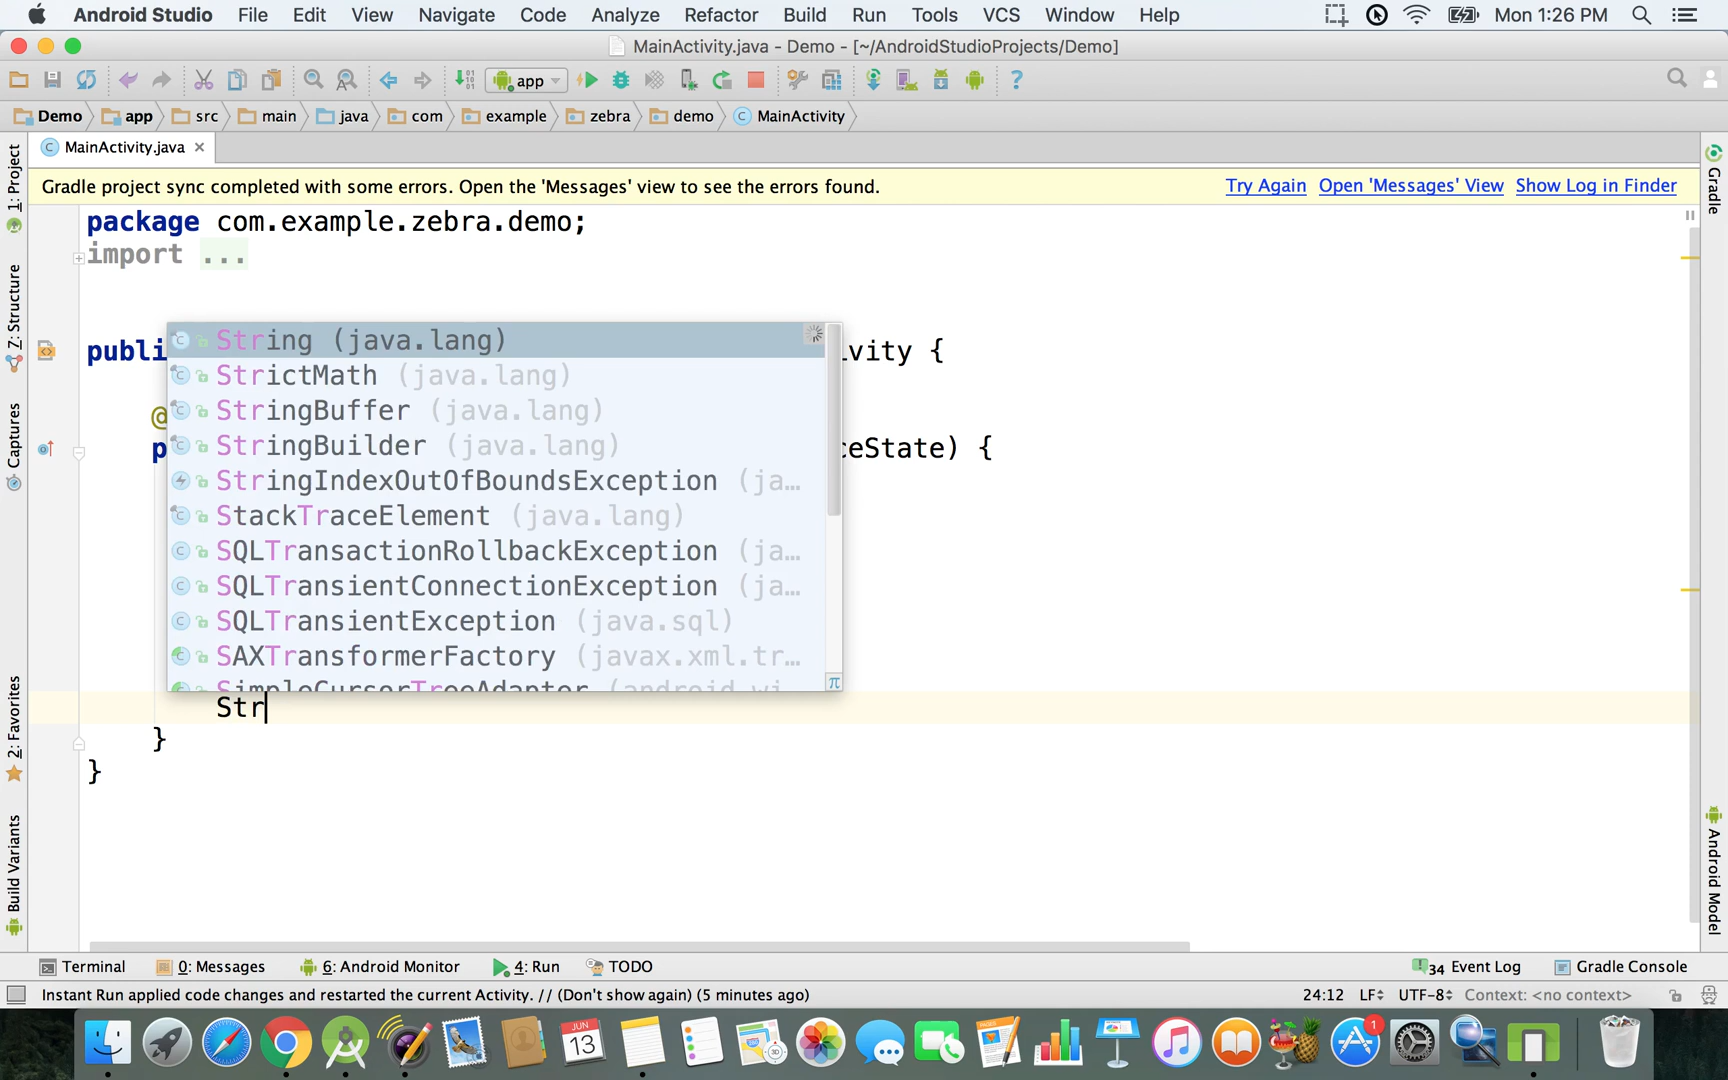 Android Studio File Edit View Navigate Code Analyze Refactor Build Run Tools VCS Window Help Mon 1:26 PM
MainActivity.java - Demo - [~/AndroidStudioProjects/Demo]
app
Demo app src main java com example zebra demo MainActivity
MainActivity.java
Gradle project sync completed with some errors. Open the 'Messages' view to see the errors found. Try Again Open 'Messages' View Show Log in Finder
package com.example.zebra.demo;
import ...
String (java.lang)
publi
ivity {
StrictMath (java.lang)
StringBuffer (java.lang)
@
StringBuilder (java.lang)
p
ceState) {
StringIndexOutOfBoundsException (ja...
StackTraceElement (java.lang)
SQLTransactionRollbackException (ja...
SQLTransientConnectionException (ja...
SQLTransientException (java.sql)
SAXTransformerFactory (javax.xml.tr...
SimpleCursorTreeAdapter (android.wi
π
Str
}
}
1: Project
7: Structure
Captures
2: Favorites
Build Variants
Gradle
Android Model
Terminal 0: Messages 6: Android Monitor 4: Run TODO 34 Event Log Gradle Console
Instant Run applied code changes and restarted the current Activity. // (Don't show again) (5 minutes ago) 24:12 LF UTF-8 Context: <no context>
JUN
13
1